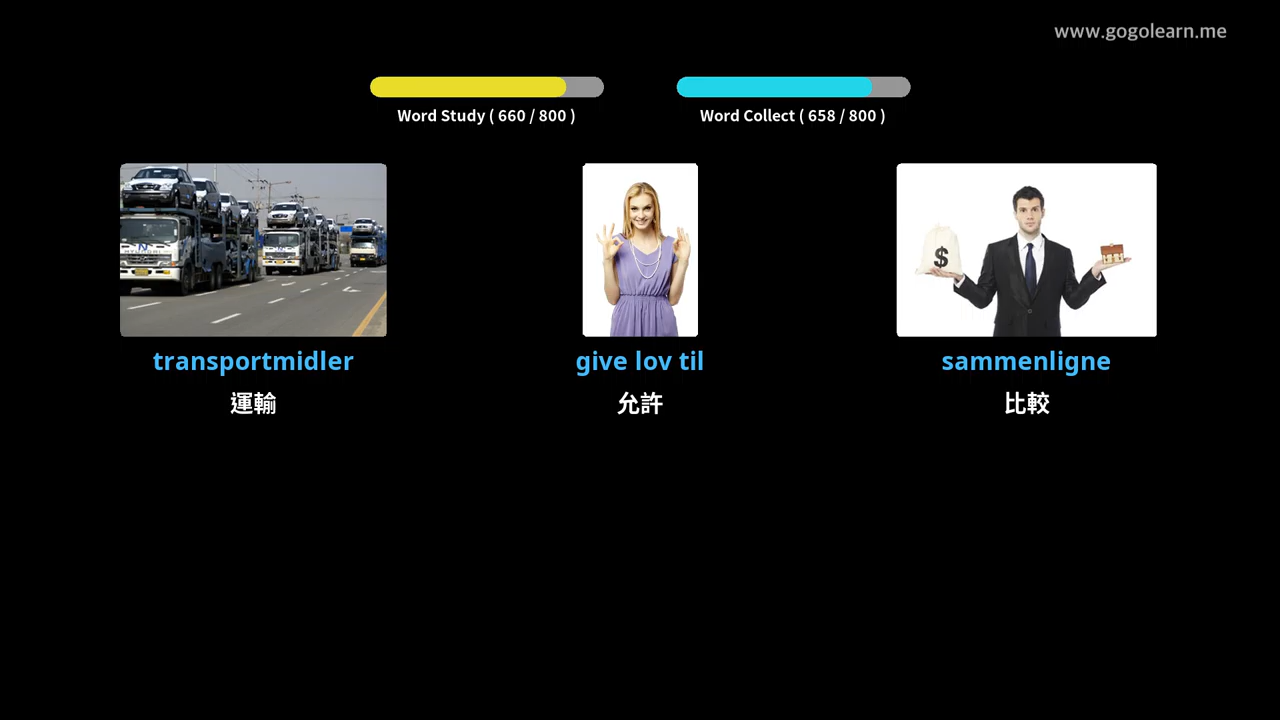 www.gogolearn.me
Word Study ( 660 / 800 )
Word Collect ( 658 / 800 )
$
transportmidler
give lov til
sammenligne
運輸
允許
比較